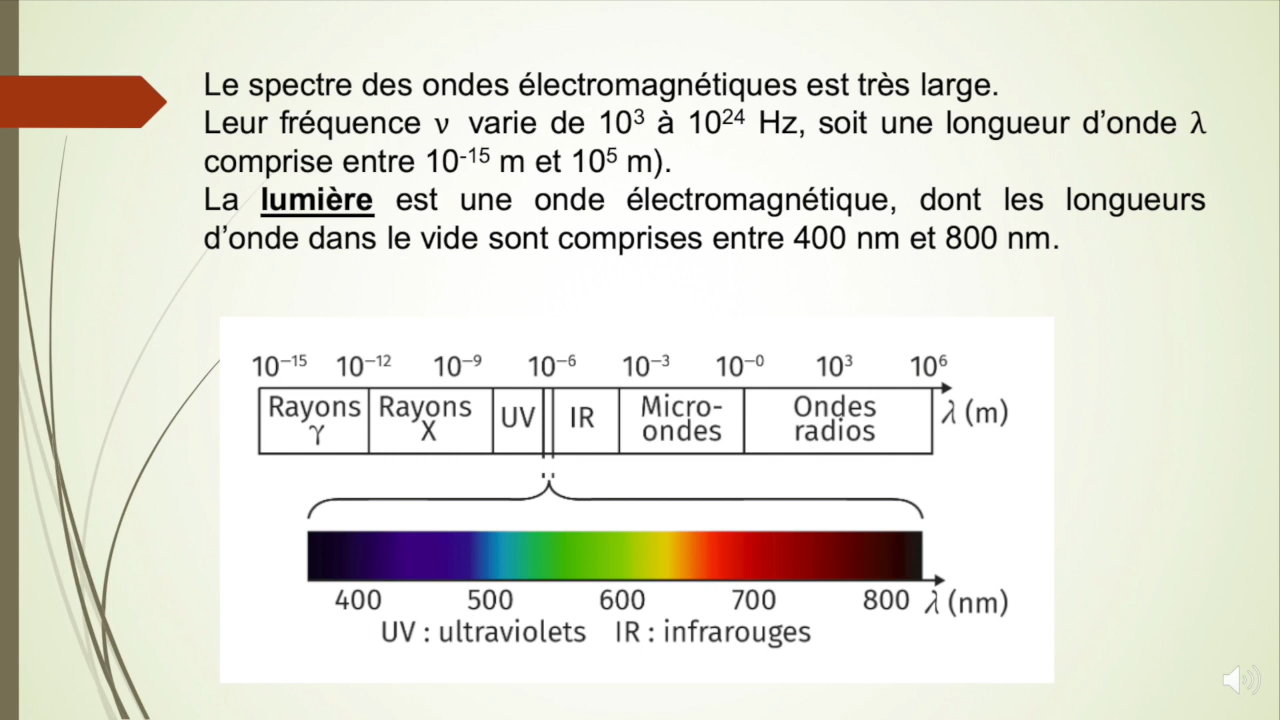 Le spectre des ondes électromagnétiques est très large.
Leur fréquence ν varie de 10³ à 10²⁴ Hz, soit une longueur d’onde λ
comprise entre 10⁻¹⁵ m et 10⁵ m).
La lumière est une onde électromagnétique, dont les longueurs
d’onde dans le vide sont comprises entre 400 nm et 800 nm.
10⁻¹⁵ 10⁻¹² 10⁻⁹ 10⁻⁶ 10⁻³ 10⁻⁰ 10³ 10⁶
Rayons Rayons UV IR Micro- Ondes λ (m)
γ X ondes radios
400 500 600 700 800 λ (nm)
UV : ultraviolets IR : infrarouges